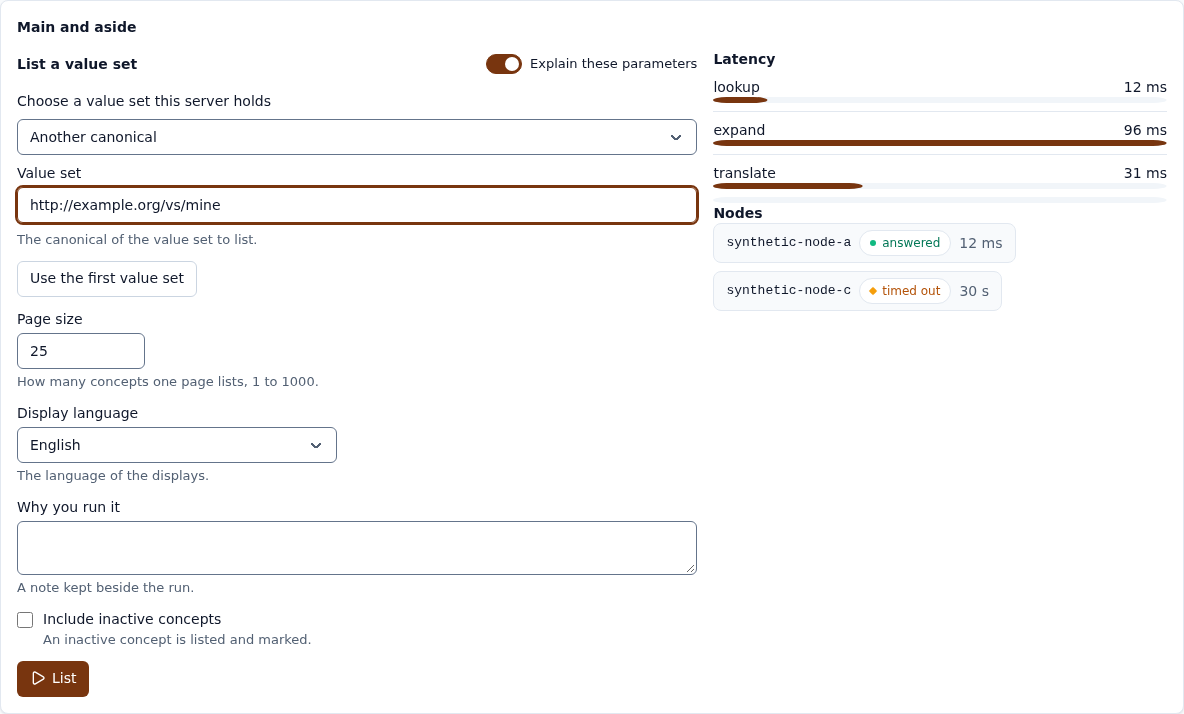 Main and aside
List a value set
Explain these parameters
Choose a value set this server holds
Another canonical
Value set
http://example.org/vs/mine
The canonical of the value set to list.
Use the first value set
Page size
25
How many concepts one page lists, 1 to 1000.
Display language
English
The language of the displays.
Why you run it
A note kept beside the run.
Include inactive concepts
An inactive concept is listed and marked.
List
Latency
lookup 12 ms
expand 96 ms
translate 31 ms
Nodes
synthetic-node-a answered 12 ms
synthetic-node-c timed out 30 s